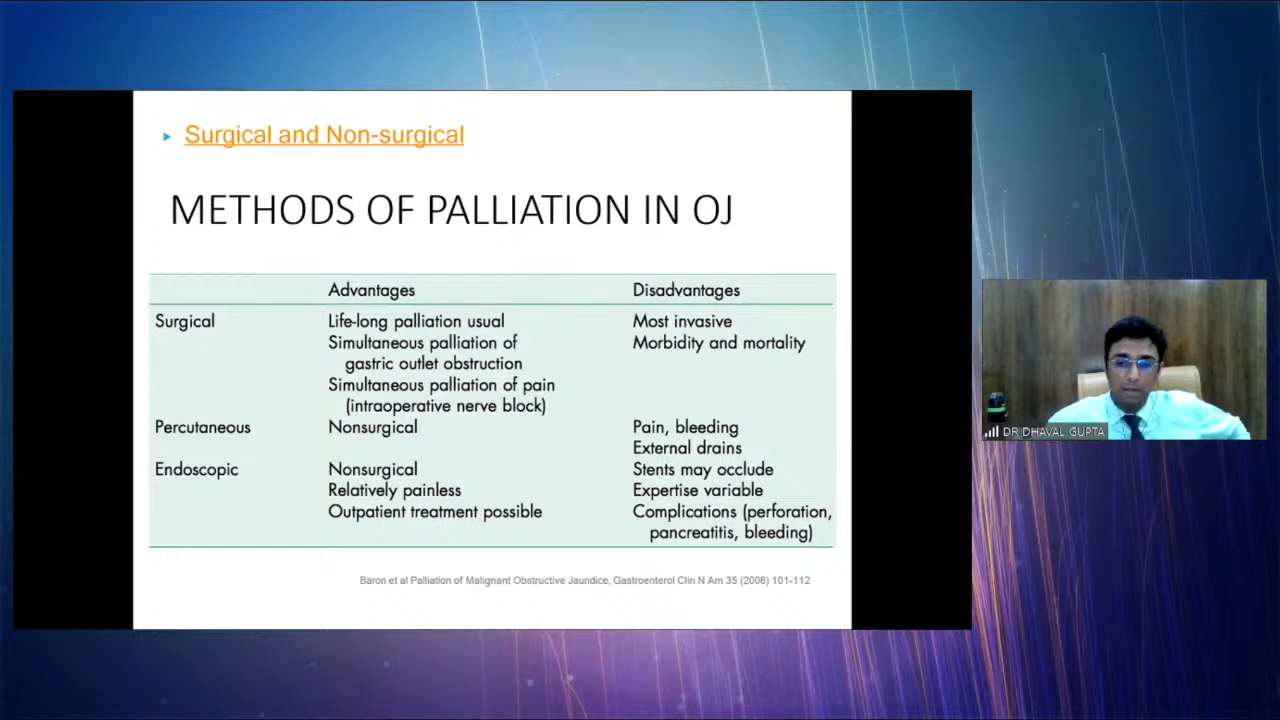 Surgical and Non-surgical
METHODS OF PALLIATION IN OJ
Advantages Disadvantages
Surgical Life-long palliation usual Most invasive
Simultaneous palliation of Morbidity and mortality
gastric outlet obstruction
Simultaneous palliation of pain
(intraoperative nerve block)
Percutaneous Nonsurgical Pain, bleeding
External drains
Endoscopic Nonsurgical Stents may occlude
Relatively painless Expertise variable
Outpatient treatment possible Complications (perforation,
pancreatitis, bleeding)
Baron et al Palliation of Malignant Obstructive Jaundice, Gastroenterol Clin N Am 35 (2006) 101-112
DR DHAVAL GUPTA